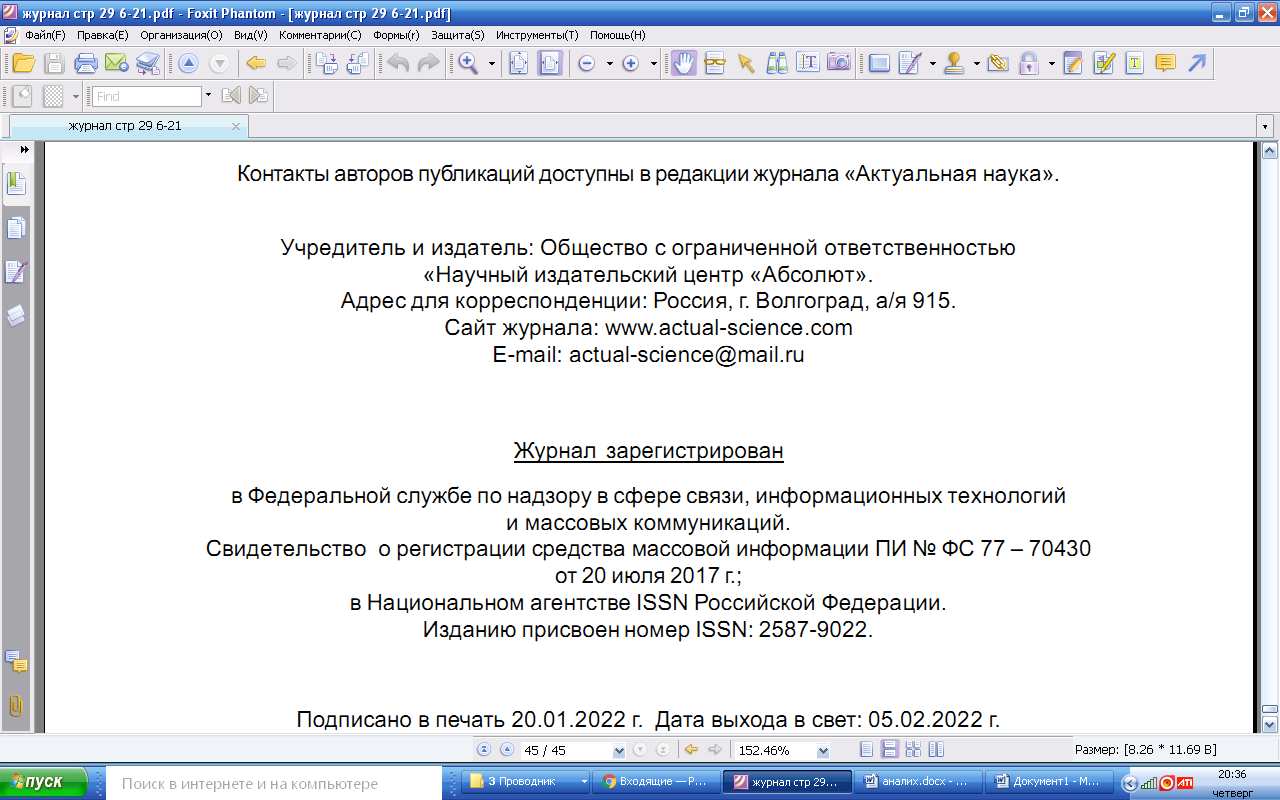 журнал стр 29 6-21.pdf - Foxit Phantom - [журнал стр 29 6-21.pdf]
Файл(F) Правка(E) Организация(O) Вид(V) Комментарии(C) Формы(r) Защита(S) Инструменты(T) Помощь(H)
Find
журнал стр 29 6-21
Контакты авторов публикаций доступны в редакции журнала «Актуальная наука».
Учредитель и издатель: Общество с ограниченной ответственностью
«Научный издательский центр «Абсолют».
Адрес для корреспонденции: Россия, г. Волгоград, а/я 915.
Сайт журнала: www.actual-science.com
E-mail: actual-science@mail.ru
Журнал зарегистрирован
в Федеральной службе по надзору в сфере связи, информационных технологий
и массовых коммуникаций.
Свидетельство о регистрации средства массовой информации ПИ № ФС 77 – 70430
от 20 июля 2017 г.;
в Национальном агентстве ISSN Российской Федерации.
Изданию присвоен номер ISSN: 2587-9022.
Подписано в печать 20.01.2022 г. Дата выхода в свет: 05.02.2022 г.
45 / 45 152.46% Размер: [8.26 * 11.69 В]
пуск Поиск в интернете и на компьютере 3 Проводник Входящие — Р... журнал стр 29... аналих.docx - ... Документ1 - М... ATI 20:36
четверг